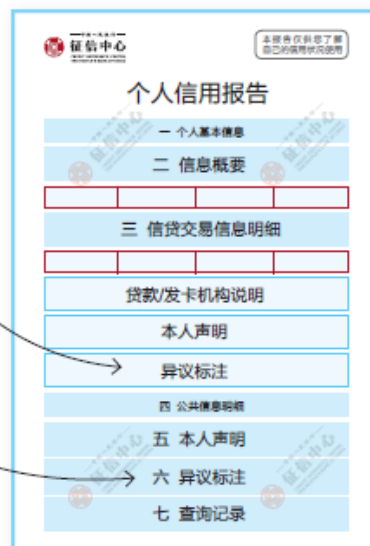 征信中心
本报告仅供您了解
自己的信用状况使用
个人信用报告
一 个人基本信息
二 信息概要
三 信贷交易信息明细
贷款/发卡机构说明
本人声明
异议标注
四 公共信息明细
五 本人声明
六 异议标注
七 查询记录